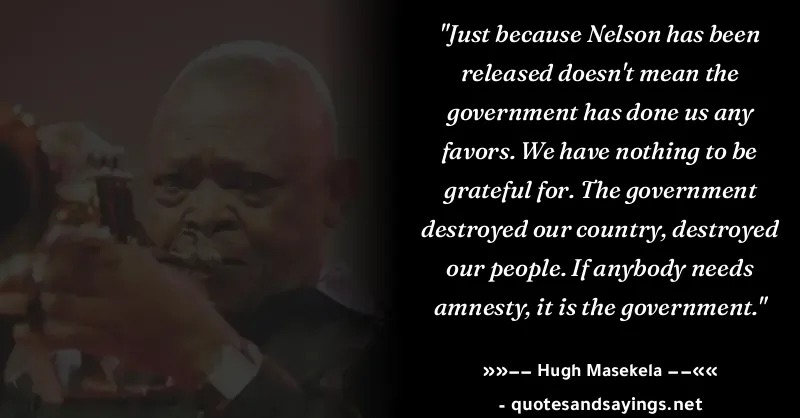 "Just because Nelson has been
released doesn't mean the
government has done us any
favors. We have nothing to be
grateful for. The government
destroyed our country, destroyed
our people. If anybody needs
amnesty, it is the government."
»»–– Hugh Masekela ––««
- quotesandsayings.net